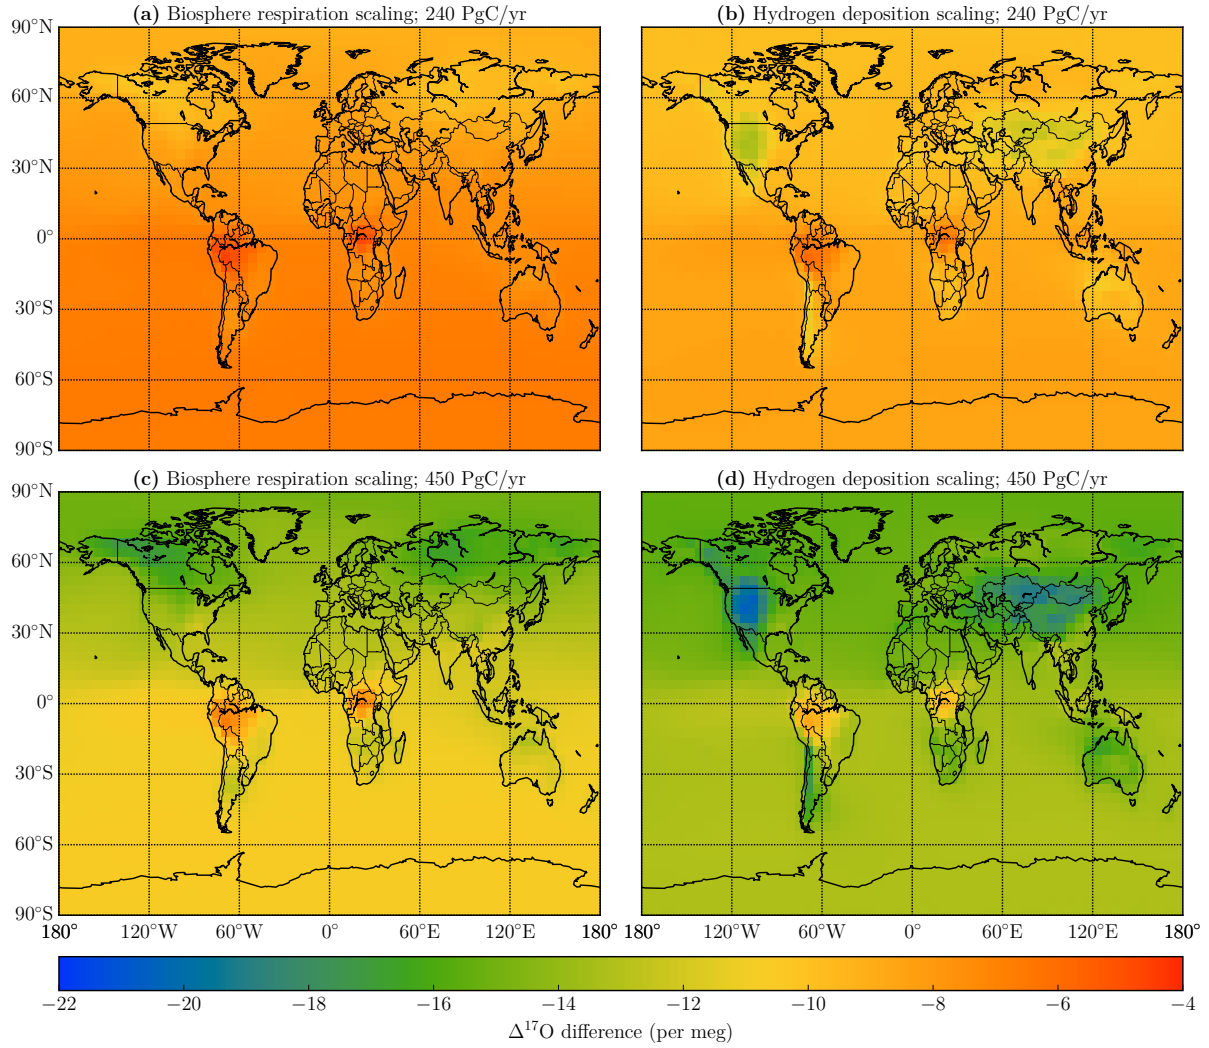 (a) Biosphere respiration scaling; 240 PgC/yr
(b) Hydrogen deposition scaling; 240 PgC/yr
90°N
60°N
30°N
0°
30°S
60°S
90°S
(c) Biosphere respiration scaling; 450 PgC/yr
(d) Hydrogen deposition scaling; 450 PgC/yr
90°N
60°N
30°N
0°
30°S
60°S
90°S
180° 120°W 60°W 0° 60°E 120°E 180°
180° 120°W 60°W 0° 60°E 120°E 180°
−22 −20 −18 −16 −14 −12 −10 −8 −6 −4
Δ¹⁷O difference (per meg)